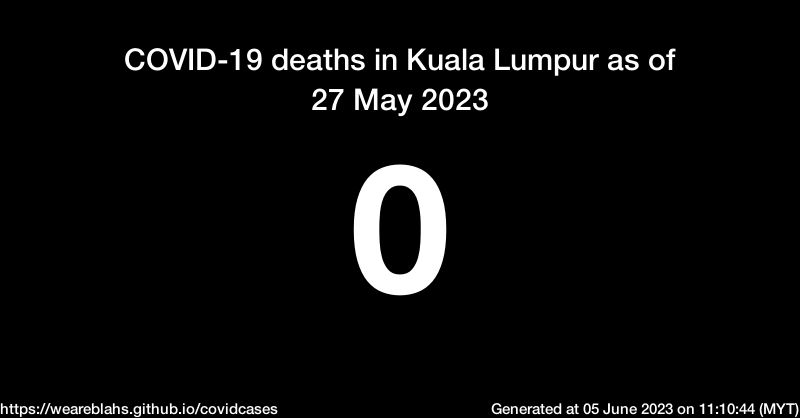 COVID-19 deaths in Kuala Lumpur as of
27 May 2023
0
https://weareblahs.github.io/covidcases
Generated at 05 June 2023 on 11:10:44 (MYT)